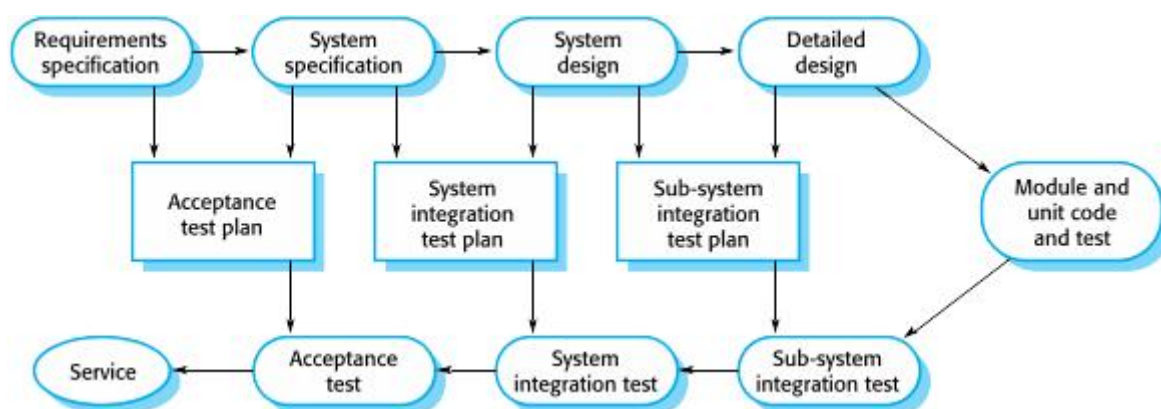 Requirements
specification
System
specification
System
design
Detailed
design
Acceptance
test plan
System
integration
test plan
Sub-system
integration
test plan
Module and
unit code
and test
Service
Acceptance
test
System
integration test
Sub-system
integration test